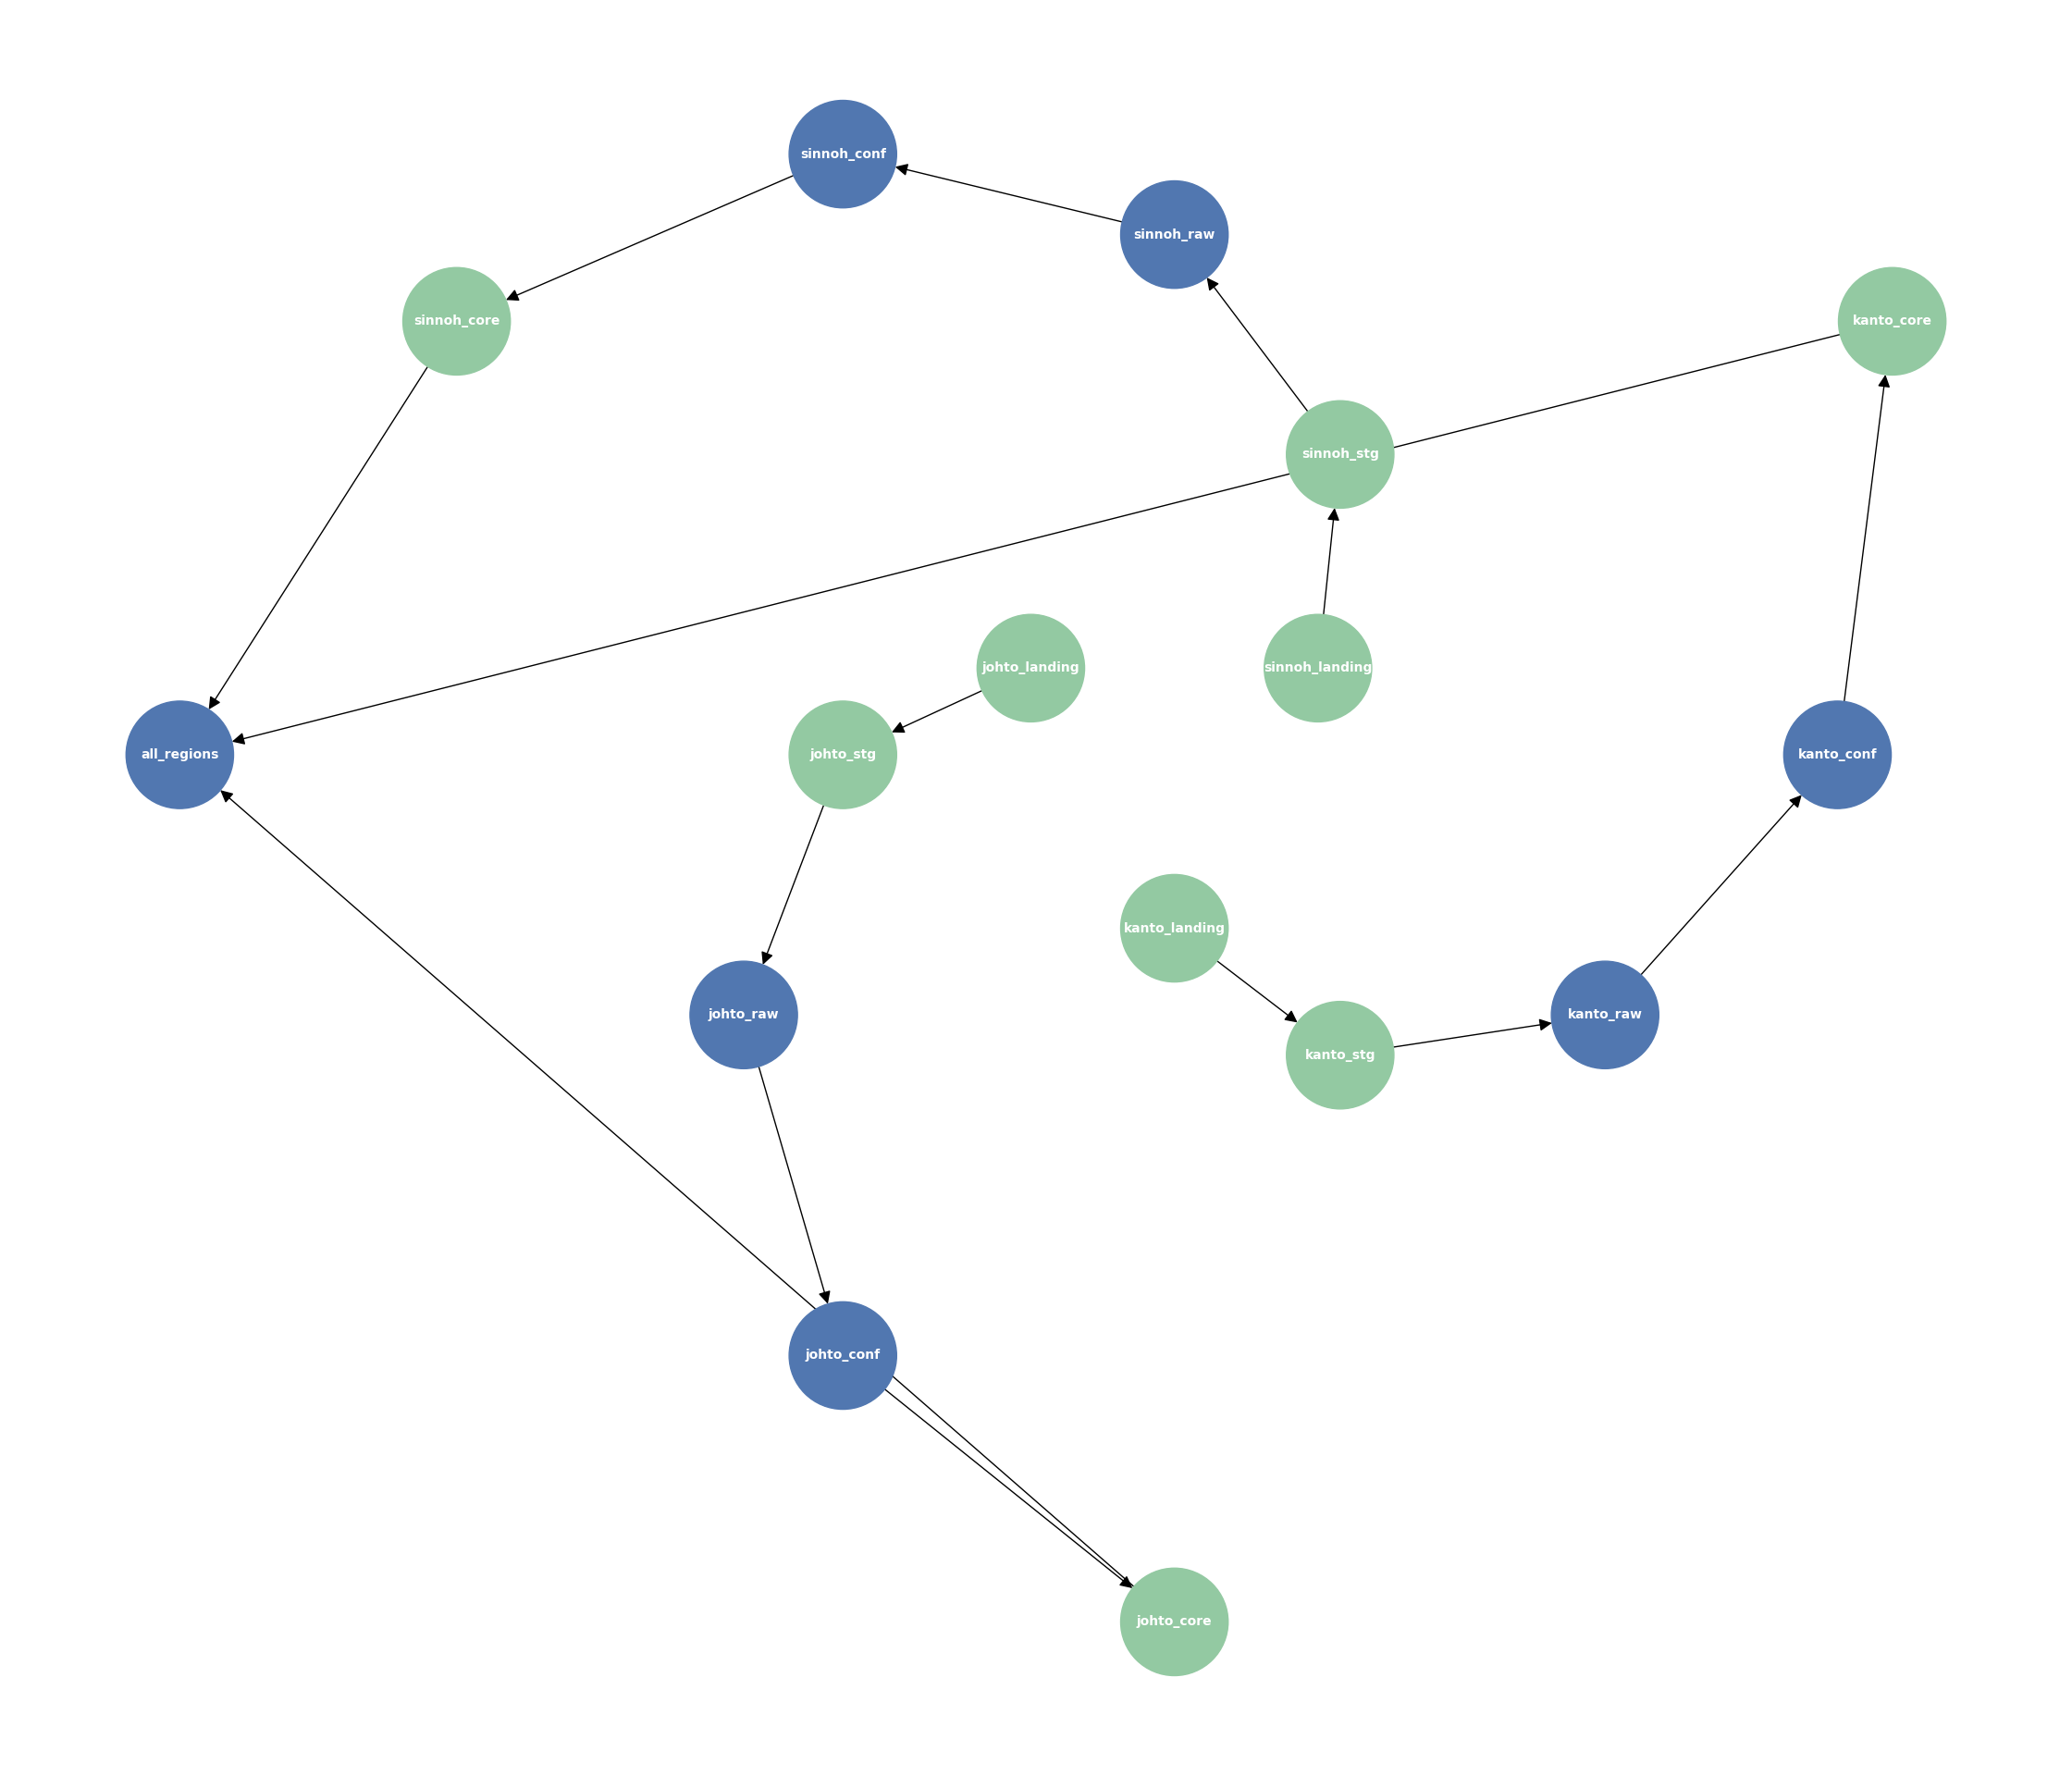 sinnoh_conf
sinnoh_raw
sinnoh_core
kanto_core
sinnoh_stg
johto_landing
sinnoh_landing
all_regions
johto_stg
kanto_conf
kanto_landing
johto_raw
kanto_raw
kanto_stg
johto_conf
johto_core